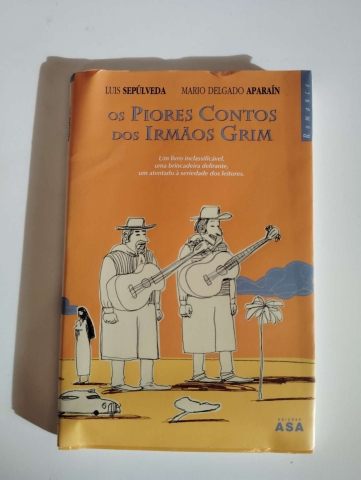 LUIS SEPÚLVEDA MARIO DELGADO APARAÍN
OS PIORES CONTOS
DOS IRMÃOS GRIM
Um livro inclassificável,
uma brincadeira delirante,
um atentado à seriedade dos leitores.
Romance
EDIÇÕES
ASA